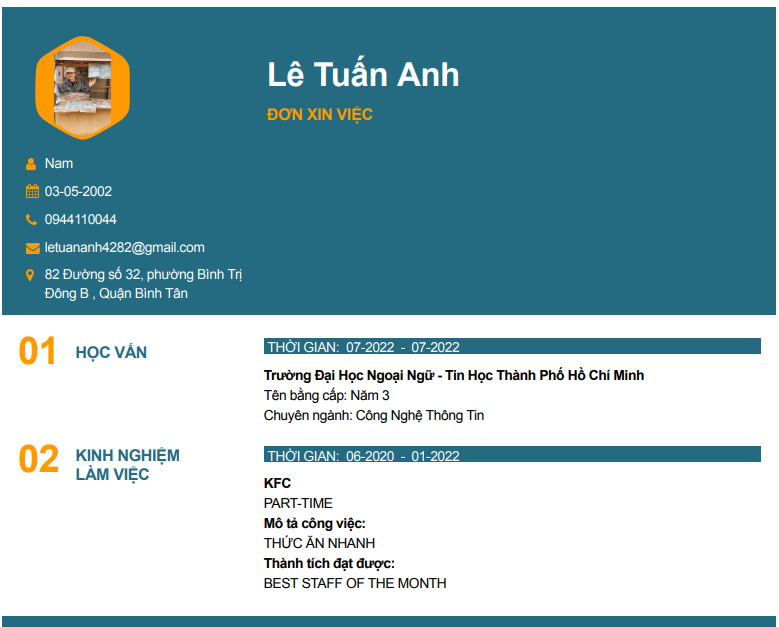 Lê Tuấn Anh
ĐƠN XIN VIỆC
Nam
03-05-2002
0944110044
letuananh4282@gmail.com
82 Đường số 32, phường Bình Trị
Đông B , Quận Bình Tân
01
HỌC VẤN
THỜI GIAN: 07-2022 - 07-2022
Trường Đại Học Ngoại Ngữ - Tin Học Thành Phố Hồ Chí Minh
Tên bằng cấp: Năm 3
Chuyên ngành: Công Nghệ Thông Tin
02
KINH NGHIỆM
LÀM VIỆC
THỜI GIAN: 06-2020 - 01-2022
KFC
PART-TIME
Mô tả công việc:
THỨC ĂN NHANH
Thành tích đạt được:
BEST STAFF OF THE MONTH